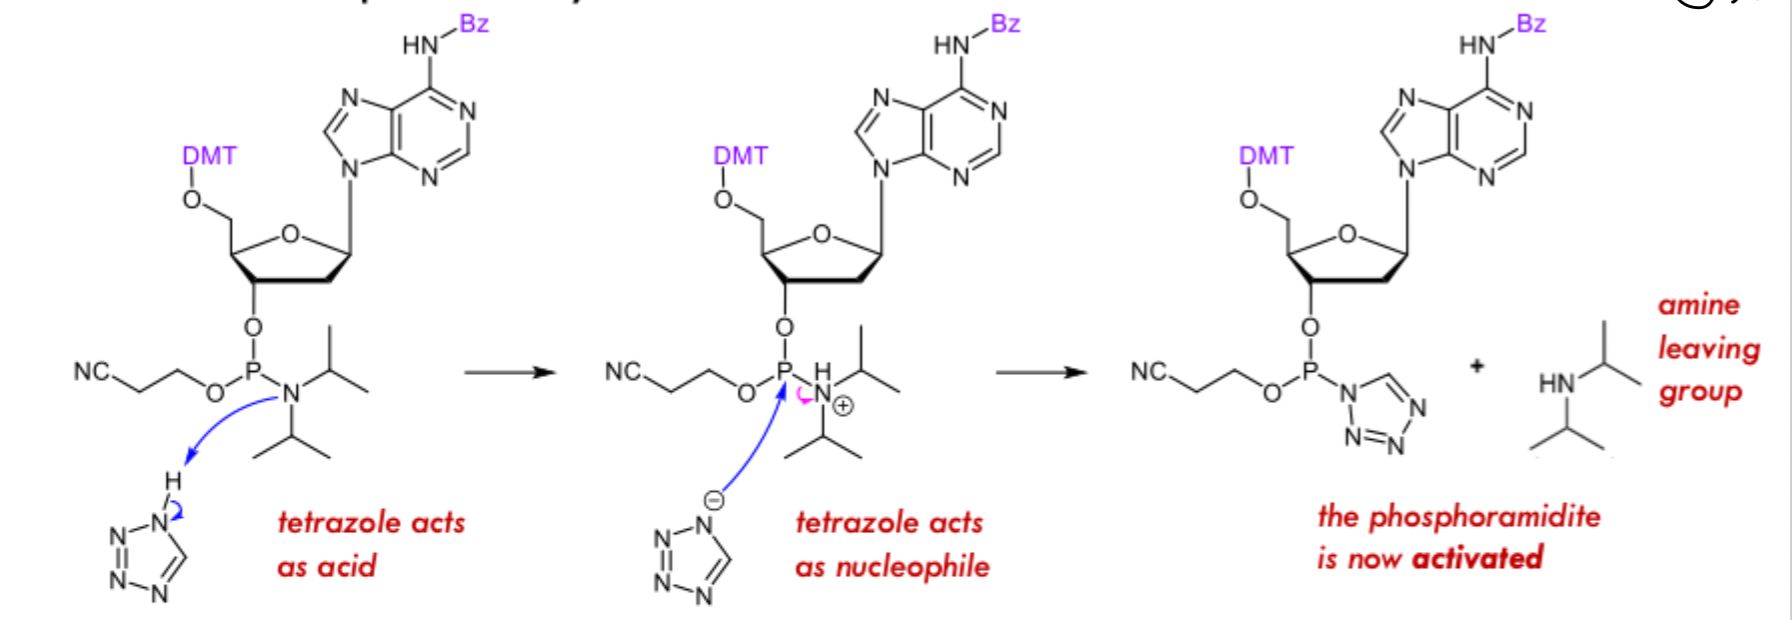 HN
Bz
N
N
N
N
DMT
O
O
O
NC
O
P
N
H
N
N
N
N
tetrazole acts
as acid
HN
Bz
N
N
N
N
DMT
O
O
O
NC
O
P
H
N
⊕
⊖
N
N
N
N
tetrazole acts
as nucleophile
HN
Bz
N
N
N
N
DMT
O
O
O
NC
O
P
N
N
N
N
+
HN
amine
leaving
group
the phosphoramidite
is now activated